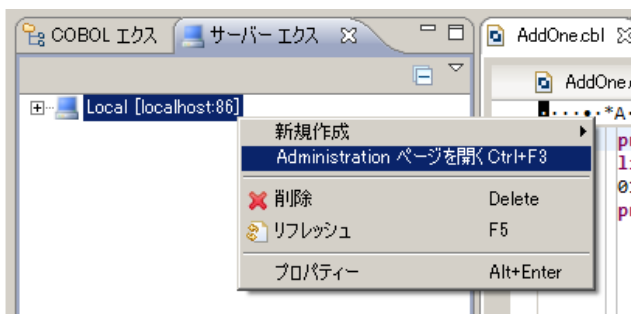 COBOL エクス サーバー エクス AddOne.cbl
AddOne.
Local [localhost:86]
*A
新規作成
Administration ページを開く Ctrl+F3
削除 Delete
リフレッシュ F5
プロパティー Alt+Enter